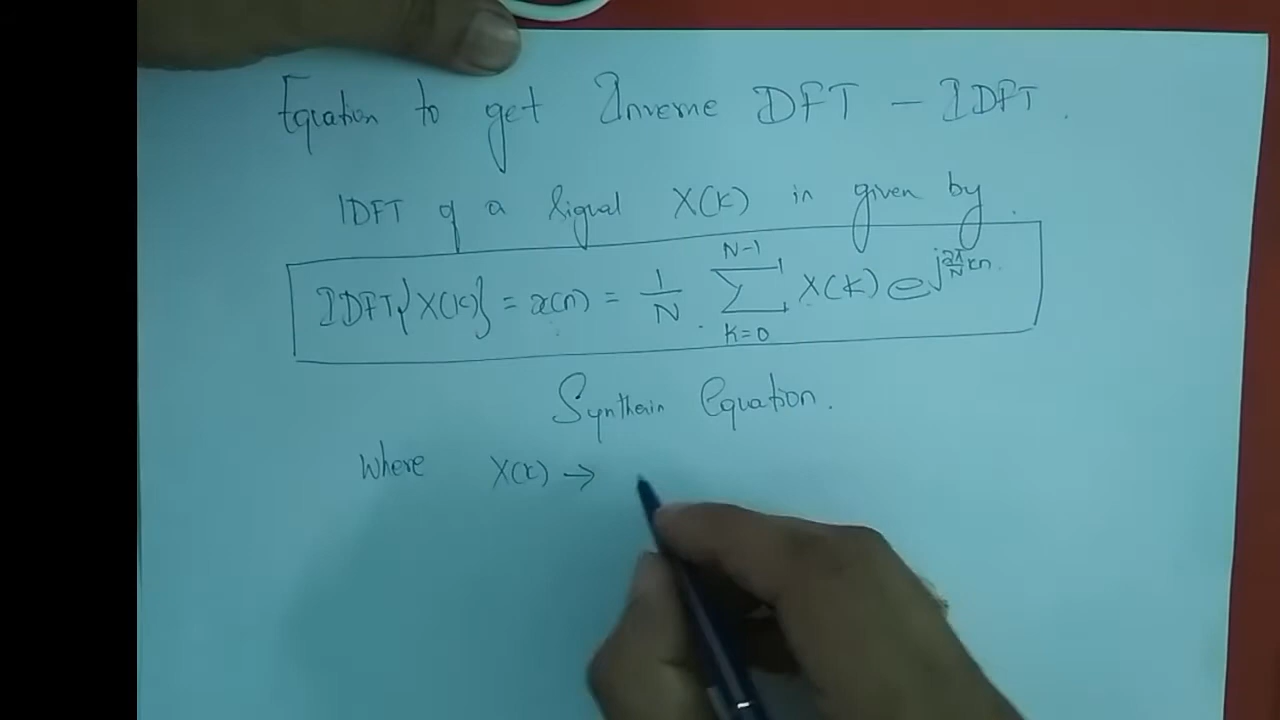 Equation to get Inverse DFT - IDFT.
IDFT of a Signal X(K) is given by
IDFT{X(K)} = x(n) = 1/N . N-1 ∑ K=0 X(K) e^j2π/N kn.
Synthesis Equation.
Where X(K) →